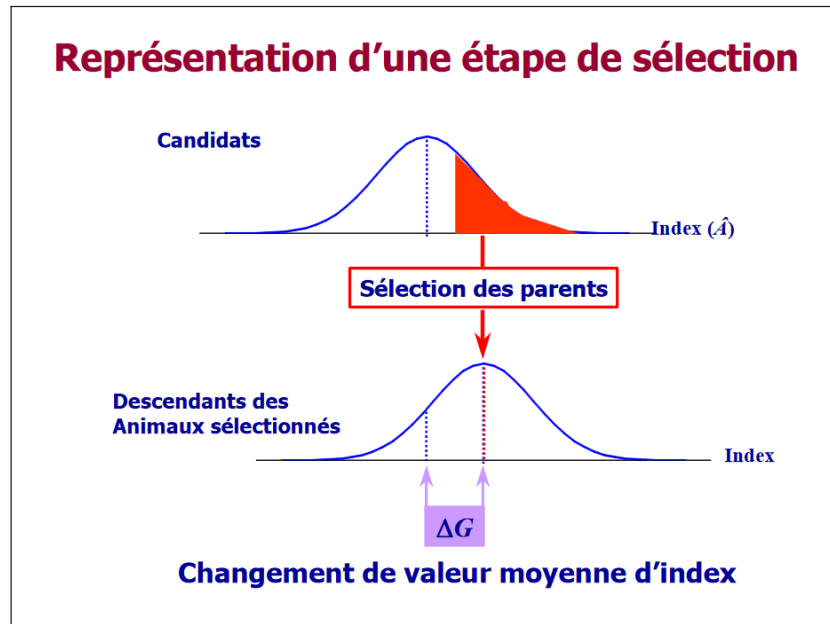 Représentation d'une étape de sélection
Candidats
Index (Â)
Sélection des parents
Descendants des
Animaux sélectionnés
Index
ΔG
Changement de valeur moyenne d'index